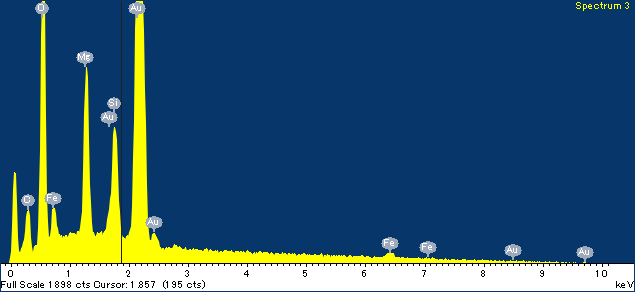 Spectrum 3
O
Au
Mg
Si
Au
C
Fe
Au
Fe
Fe
Au
Au
0 1 2 3 4 5 6 7 8 9 10
Full Scale 1898 cts Cursor: 1.857 (195 cts) keV